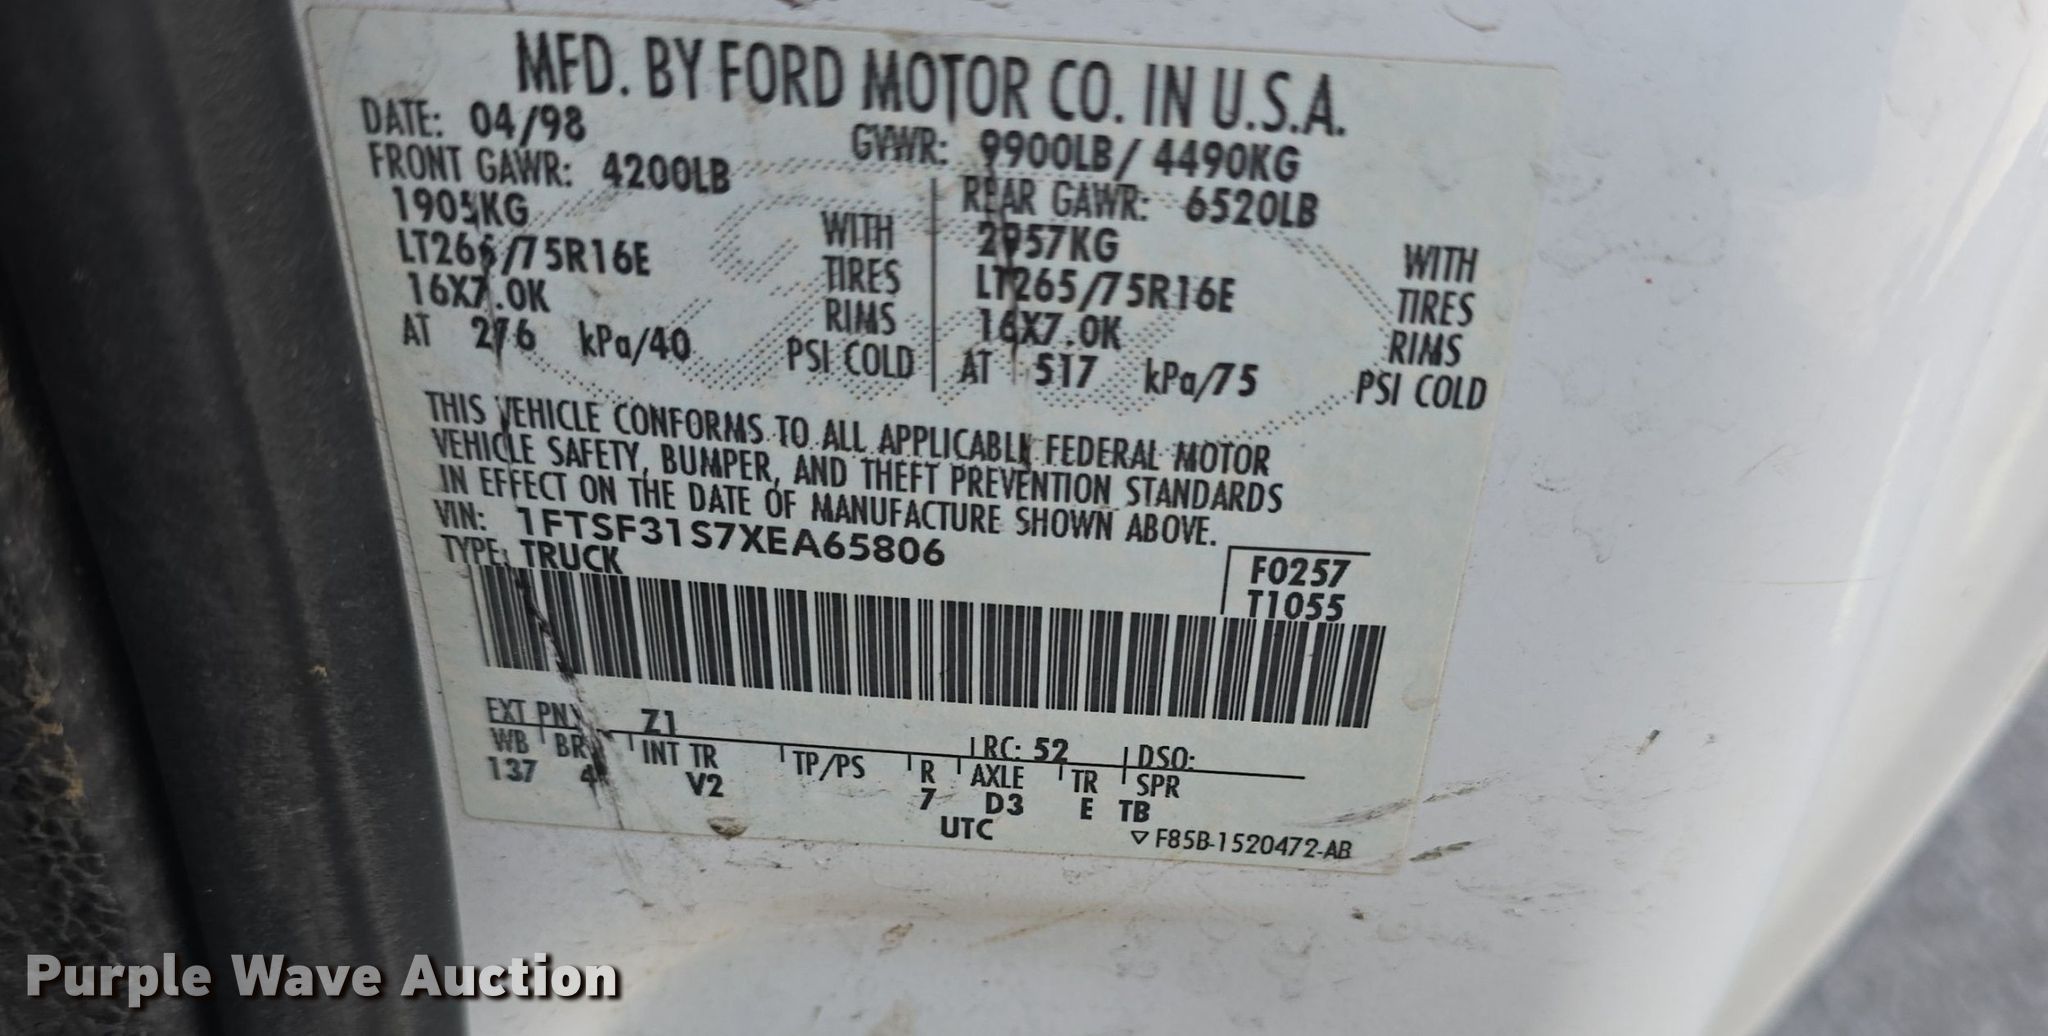 MFD. BY FORD MOTOR CO. IN U.S.A.
DATE: 04/98 GVWR: 9900LB/ 4490KG
FRONT GAWR: 4200LB REAR GAWR: 6520LB
1905KG WITH 2957KG WITH
LT265/75R16E TIRES LT265/75R16E TIRES
16X7.0K RIMS 16X7.0K RIMS
AT 276 kPa/40 PSI COLD AT 517 kPa/75 PSI COLD
THIS VEHICLE CONFORMS TO ALL APPLICABLE FEDERAL MOTOR
VEHICLE SAFETY, BUMPER, AND THEFT PREVENTION STANDARDS
IN EFFECT ON THE DATE OF MANUFACTURE SHOWN ABOVE.
VIN: 1FTSF31S7XEA65806
TYPE: TRUCK
F0257
T1055
EXT PNT Z1 RC: 52 DSO:
WB BRK INT TR TP/PS R AXLE TR SPR
137 4 V2 7 D3 E TB
UTC ▽ F85B-1520472-AB
Purple Wave Auction